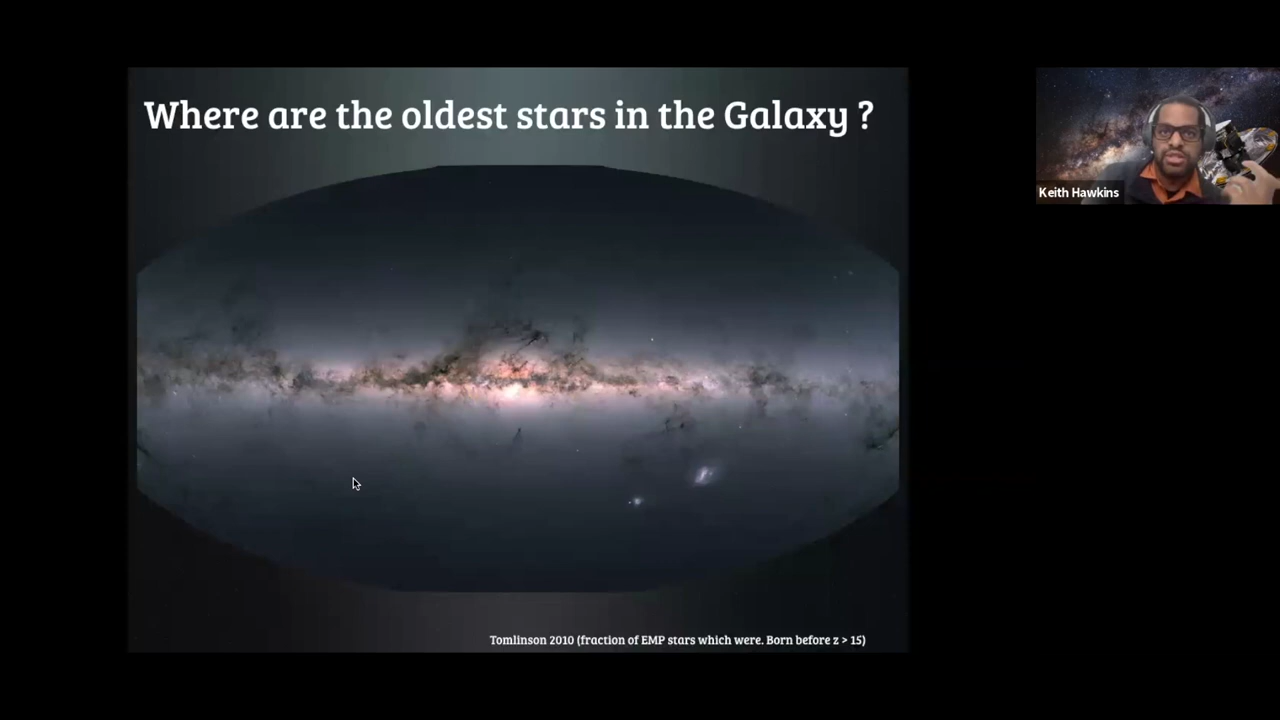 Where are the oldest stars in the Galaxy ?
Keith Hawkins
Tomlinson 2010 (fraction of EMP stars which were. Born before z > 15)